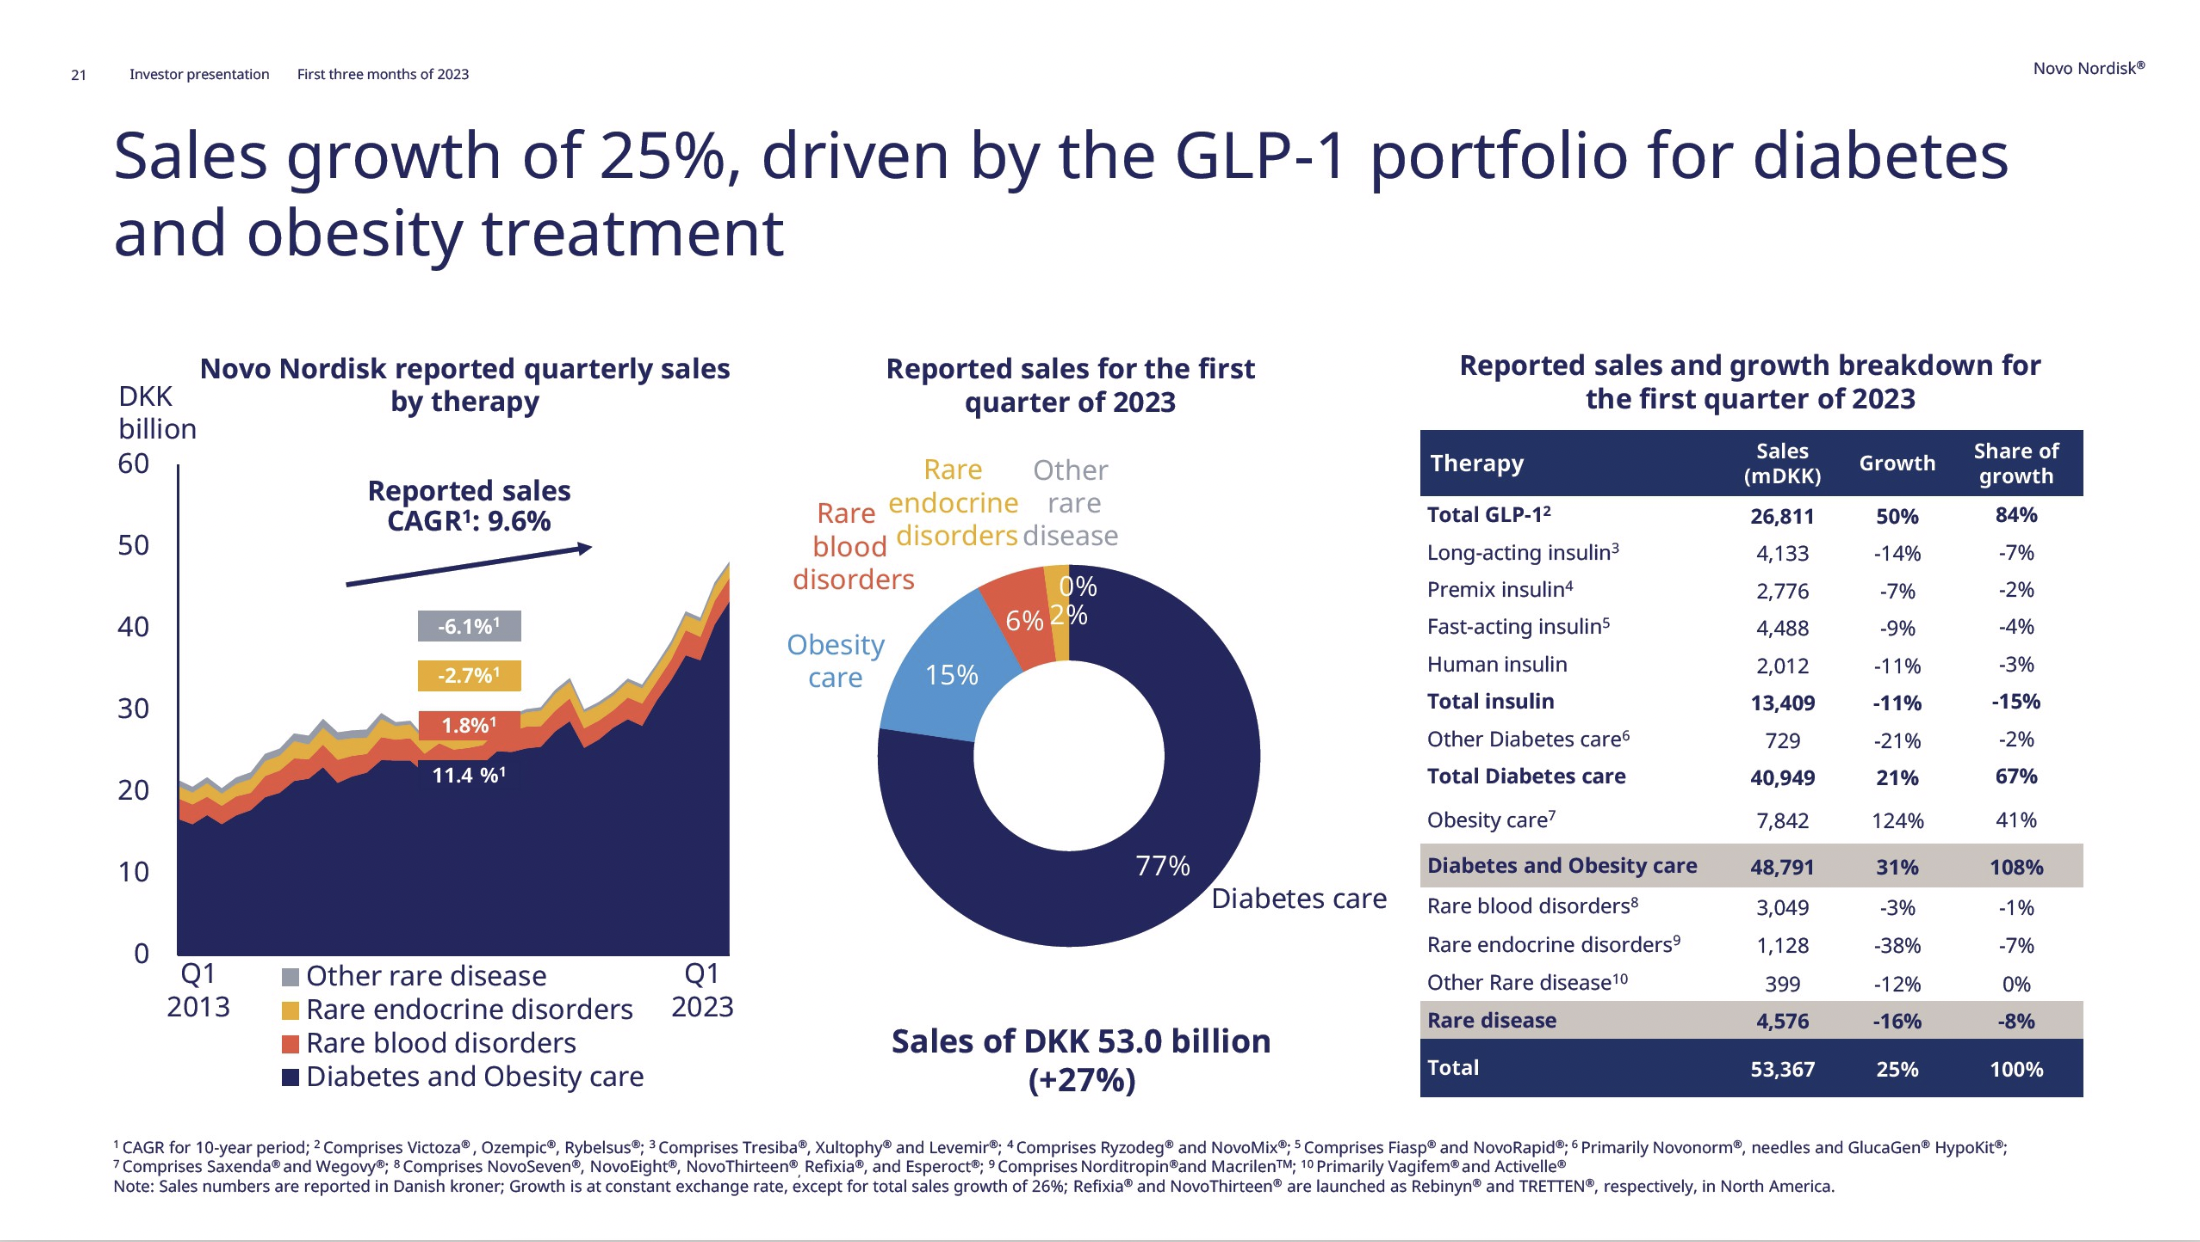 21 Investor presentation First three months of 2023 Novo Nordisk®
Sales growth of 25%, driven by the GLP-1 portfolio for diabetes
and obesity treatment
Novo Nordisk reported quarterly sales
by therapy
DKK
billion
60
50
40
30
20
10
0
Reported sales
CAGR¹: 9.6%
-6.1%¹
-2.7%¹
1.8%¹
11.4 %¹
Q1
2013
Q1
2023
Other rare disease
Rare endocrine disorders
Rare blood disorders
Diabetes and Obesity care
Reported sales for the first
quarter of 2023
Rare
endocrine
disorders
Other
rare
disease
Rare
blood
disorders
Obesity
care
0%
2%
6%
15%
77%
Diabetes care
Sales of DKK 53.0 billion
(+27%)
Reported sales and growth breakdown for
the first quarter of 2023
Therapy Sales (mDKK) Growth Share of growth
Total GLP-1² 26,811 50% 84%
Long-acting insulin³ 4,133 -14% -7%
Premix insulin⁴ 2,776 -7% -2%
Fast-acting insulin⁵ 4,488 -9% -4%
Human insulin 2,012 -11% -3%
Total insulin 13,409 -11% -15%
Other Diabetes care⁶ 729 -21% -2%
Total Diabetes care 40,949 21% 67%
Obesity care⁷ 7,842 124% 41%
Diabetes and Obesity care 48,791 31% 108%
Rare blood disorders⁸ 3,049 -3% -1%
Rare endocrine disorders⁹ 1,128 -38% -7%
Other Rare disease¹⁰ 399 -12% 0%
Rare disease 4,576 -16% -8%
Total 53,367 25% 100%
¹ CAGR for 10-year period; ² Comprises Victoza®, Ozempic®, Rybelsus®; ³ Comprises Tresiba®, Xultophy® and Levemir®; ⁴ Comprises Ryzodeg® and NovoMix®; ⁵ Comprises Fiasp® and NovoRapid®; ⁶ Primarily Novonorm®, needles and GlucaGen® HypoKit®;
⁷ Comprises Saxenda® and Wegovy®; ⁸ Comprises NovoSeven®, NovoEight®, NovoThirteen®, Refixia®, and Esperoct®; ⁹ Comprises Norditropin® and Macrilen™; ¹⁰ Primarily Vagifem® and Activelle®
Note: Sales numbers are reported in Danish kroner; Growth is at constant exchange rate, except for total sales growth of 26%; Refixia® and NovoThirteen® are launched as Rebinyn® and TRETTEN®, respectively, in North America.